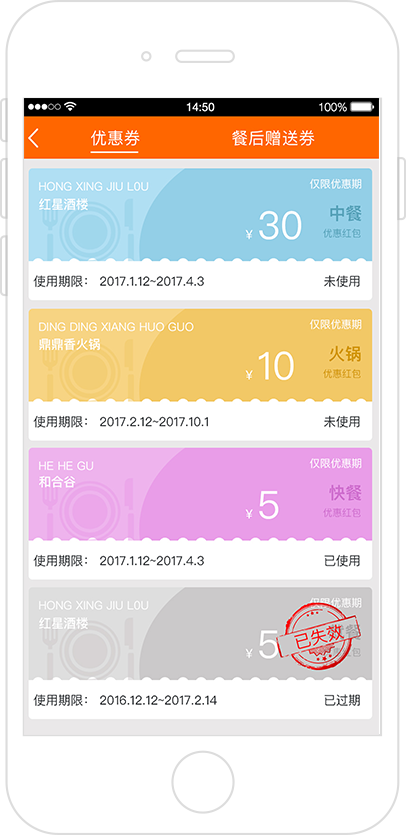 14:50
100%
优惠券
餐后赠送券
HONG XING JIU LOU
仅限优惠期
红星酒楼
中餐
¥ 30
优惠红包
使用期限: 2017.1.12~2017.4.3
未使用
DING DING XIANG HUO GUO
仅限优惠期
鼎鼎香火锅
火锅
¥ 10
优惠红包
使用期限: 2017.2.12~2017.10.1
未使用
HE HE GU
仅限优惠期
和合谷
快餐
¥ 5
优惠红包
使用期限: 2017.1.12~2017.4.3
已使用
HONG XING JIU LOU
仅限优惠期
红星酒楼
¥ 5
已失效
使用期限: 2016.12.12~2017.2.14
已过期